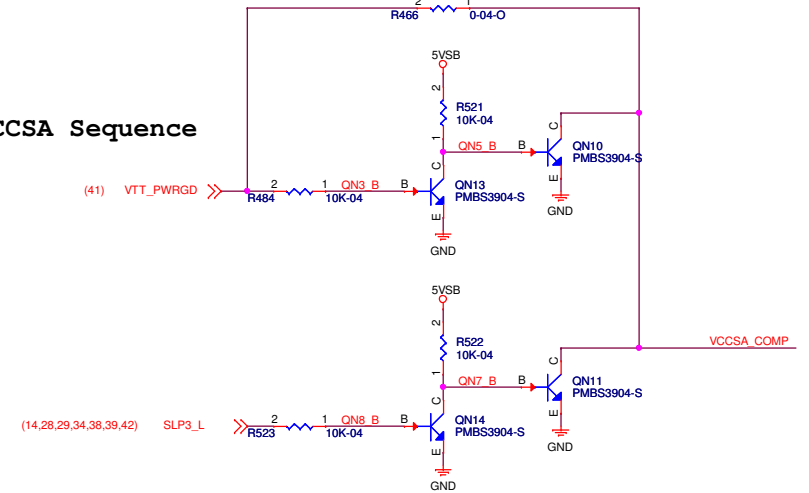 2
1
R466
0-04-O
5VSB
2
R521
10K-04
1
CCSA Sequence
C
QN5_B
B
C
QN10
PMBS3904-S
E
GND
(41)
VTT_PWRGD
2
R484
1
10K-04
QN3_B
B
C
QN13
PMBS3904-S
E
GND
5VSB
2
R522
10K-04
1
VCCSA_COMP
C
QN7_B
B
C
QN11
PMBS3904-S
E
GND
(14,28,29,34,38,39,42)
SLP3_L
2
R523
1
10K-04
QN8_B
B
QN14
PMBS3904-S
E
GND